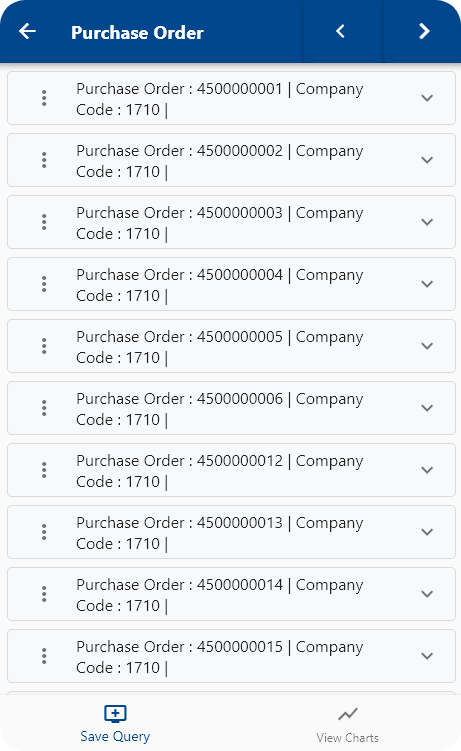 Purchase Order
Purchase Order : 4500000001 | Company
Code : 1710 |
Purchase Order : 4500000002 | Company
Code : 1710 |
Purchase Order : 4500000003 | Company
Code : 1710 |
Purchase Order : 4500000004 | Company
Code : 1710 |
Purchase Order : 4500000005 | Company
Code : 1710 |
Purchase Order : 4500000006 | Company
Code : 1710 |
Purchase Order : 4500000012 | Company
Code : 1710 |
Purchase Order : 4500000013 | Company
Code : 1710 |
Purchase Order : 4500000014 | Company
Code : 1710 |
Purchase Order : 4500000015 | Company
Code : 1710 |
Save Query
View Charts